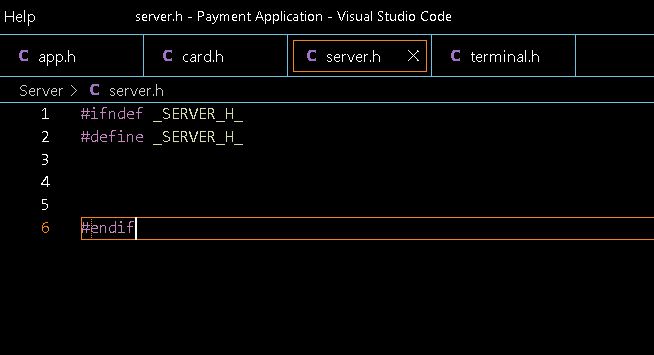 Help server.h - Payment Application - Visual Studio Code
C app.h C card.h C server.h × C terminal.h
Server > C server.h
1 #ifndef _SERVER_H_
2 #define _SERVER_H_
3
4
5
6 #endif